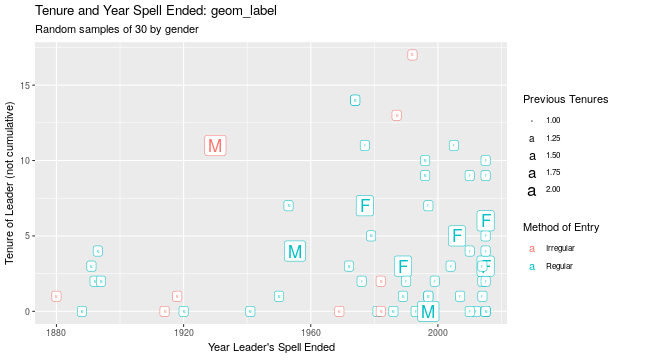 Tenure and Year Spell Ended: geom_label
Random samples of 30 by gender
Tenure of Leader (not cumulative)
15
10
5
0
M
M
F
F
F
F
F
M
1880
1920
1960
2000
Year Leader's Spell Ended
Previous Tenures
a 1.00
a 1.25
a 1.50
a 1.75
a 2.00
Method of Entry
a Irregular
a Regular